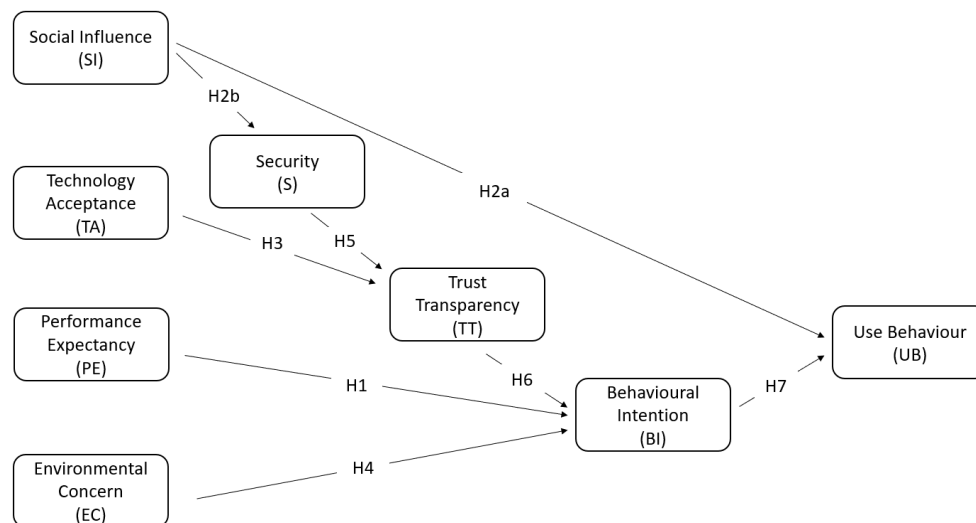 Social Influence
(SI)
H2b
Security
(S)
H2a
Technology
Acceptance
(TA)
H3
H5
Trust
Transparency
(TT)
Performance
Expectancy
(PE)
Use Behaviour
(UB)
H1
H6
H7
Behavioural
Intention
(BI)
H4
Environmental
Concern
(EC)